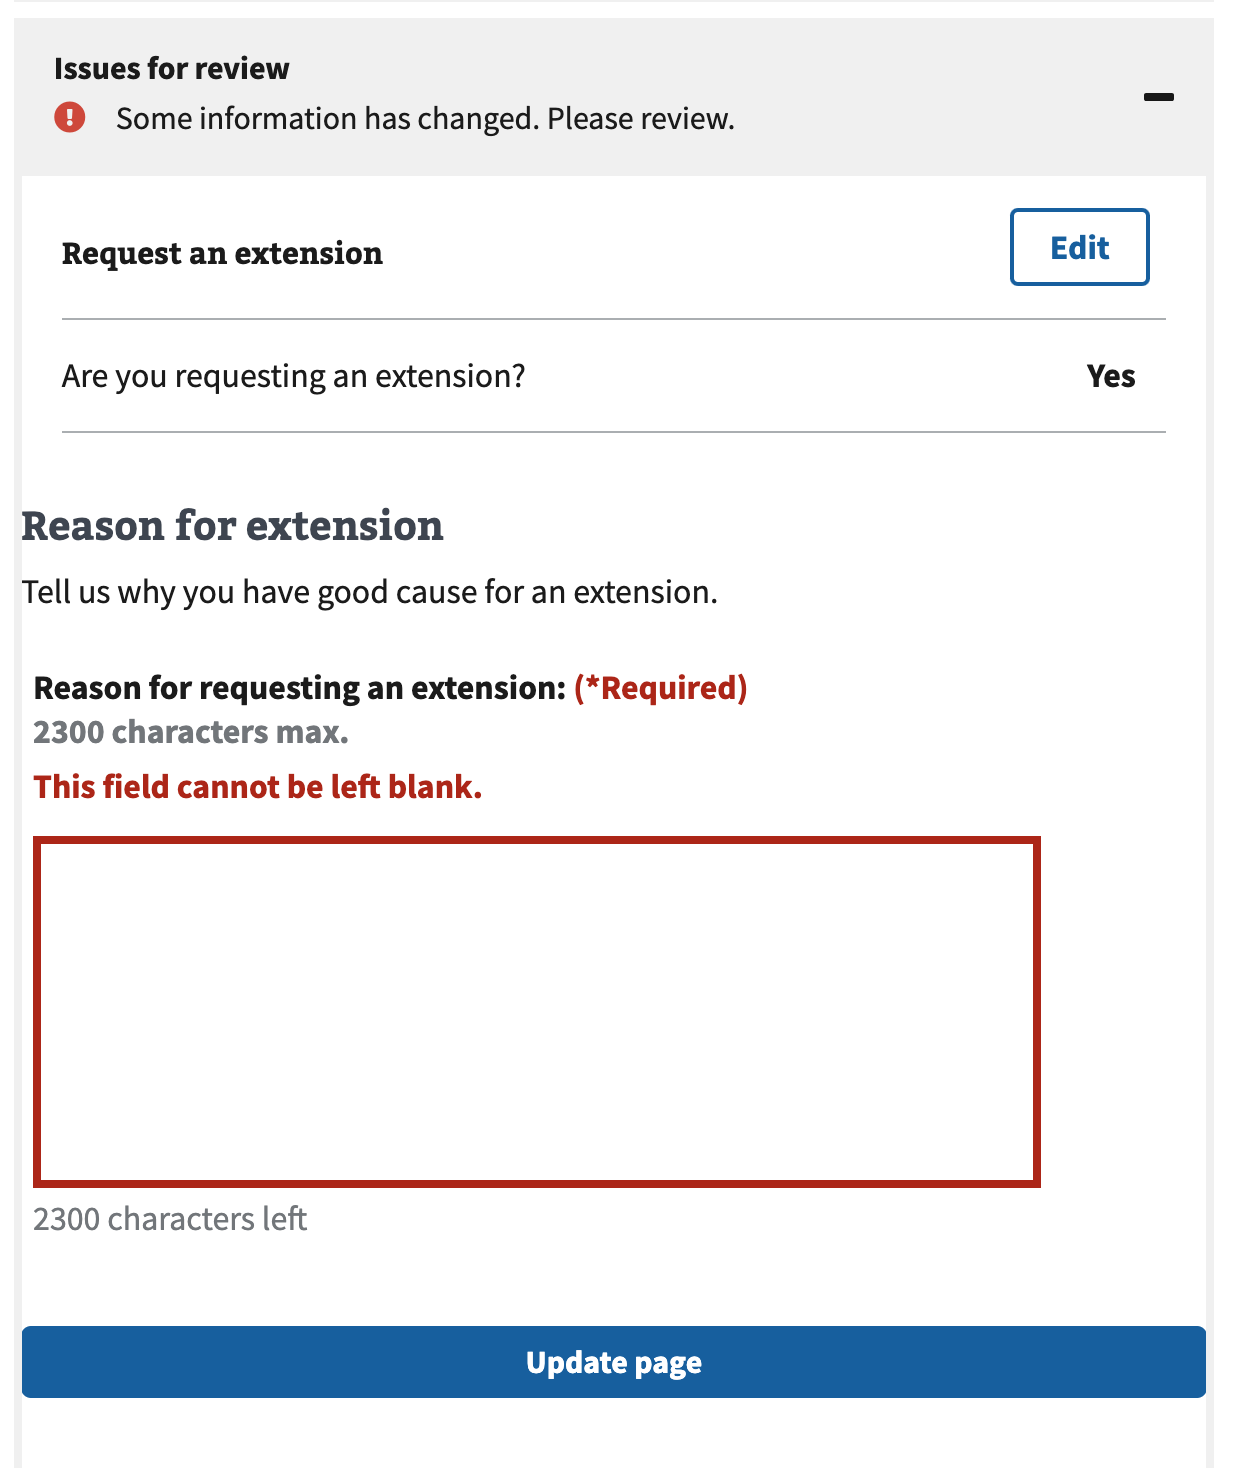 Issues for review
Some information has changed. Please review.
Request an extension
Edit
Are you requesting an extension?
Yes
Reason for extension
Tell us why you have good cause for an extension.
Reason for requesting an extension: (*Required)
2300 characters max.
This field cannot be left blank.
2300 characters left
Update page